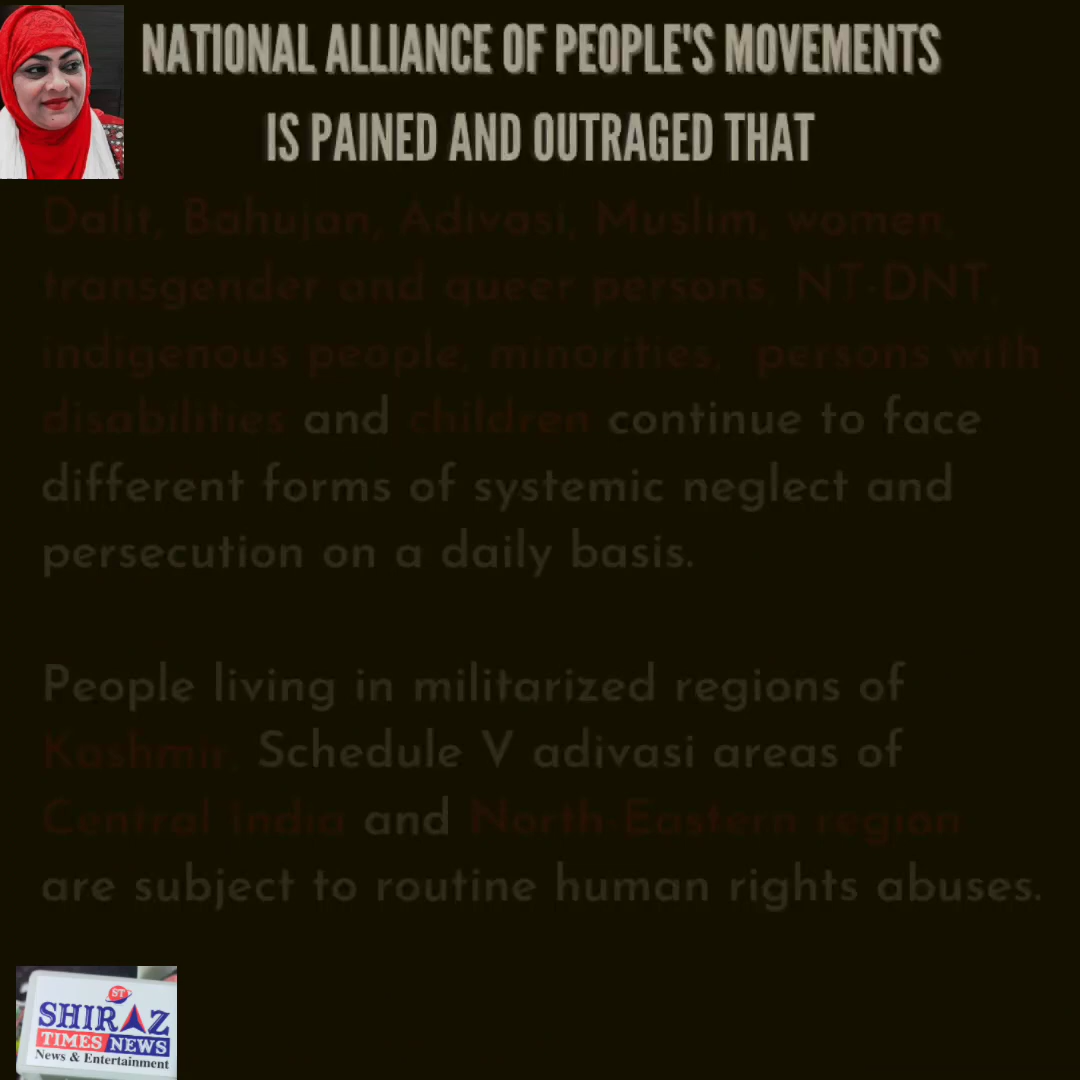 NATIONAL ALLIANCE OF PEOPLE'S MOVEMENTS
IS PAINED AND OUTRAGED THAT
Dalit, Bahujan, Adivasi, Muslim, women,
transgender and queer persons, NT-DNT,
indigenous people, minorities, persons with
disabilities and children continue to face
different forms of systemic neglect and
persecution on a daily basis.
People living in militarized regions of
Kashmir, Schedule V adivasi areas of
Central India and North-Eastern region
are subject to routine human rights abuses.
ST
SHIRAZ
TIMES NEWS
News & Entertainment